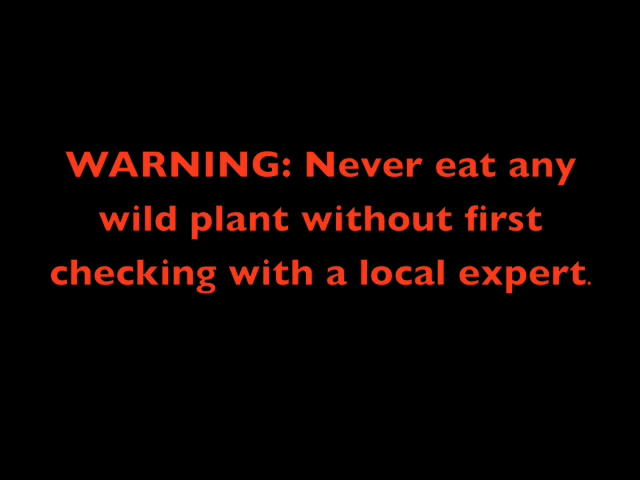 WARNING: Never eat any
wild plant without first
checking with a local expert.